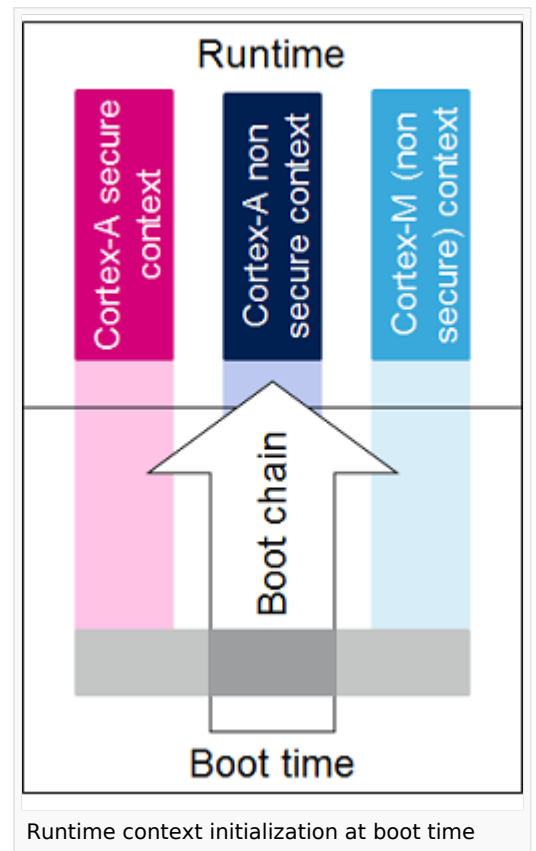 Runtime
Cortex-A secure
context
Cortex-A non
secure context
Cortex-M (non
secure) context
Boot chain
Boot time
Runtime context initialization at boot time